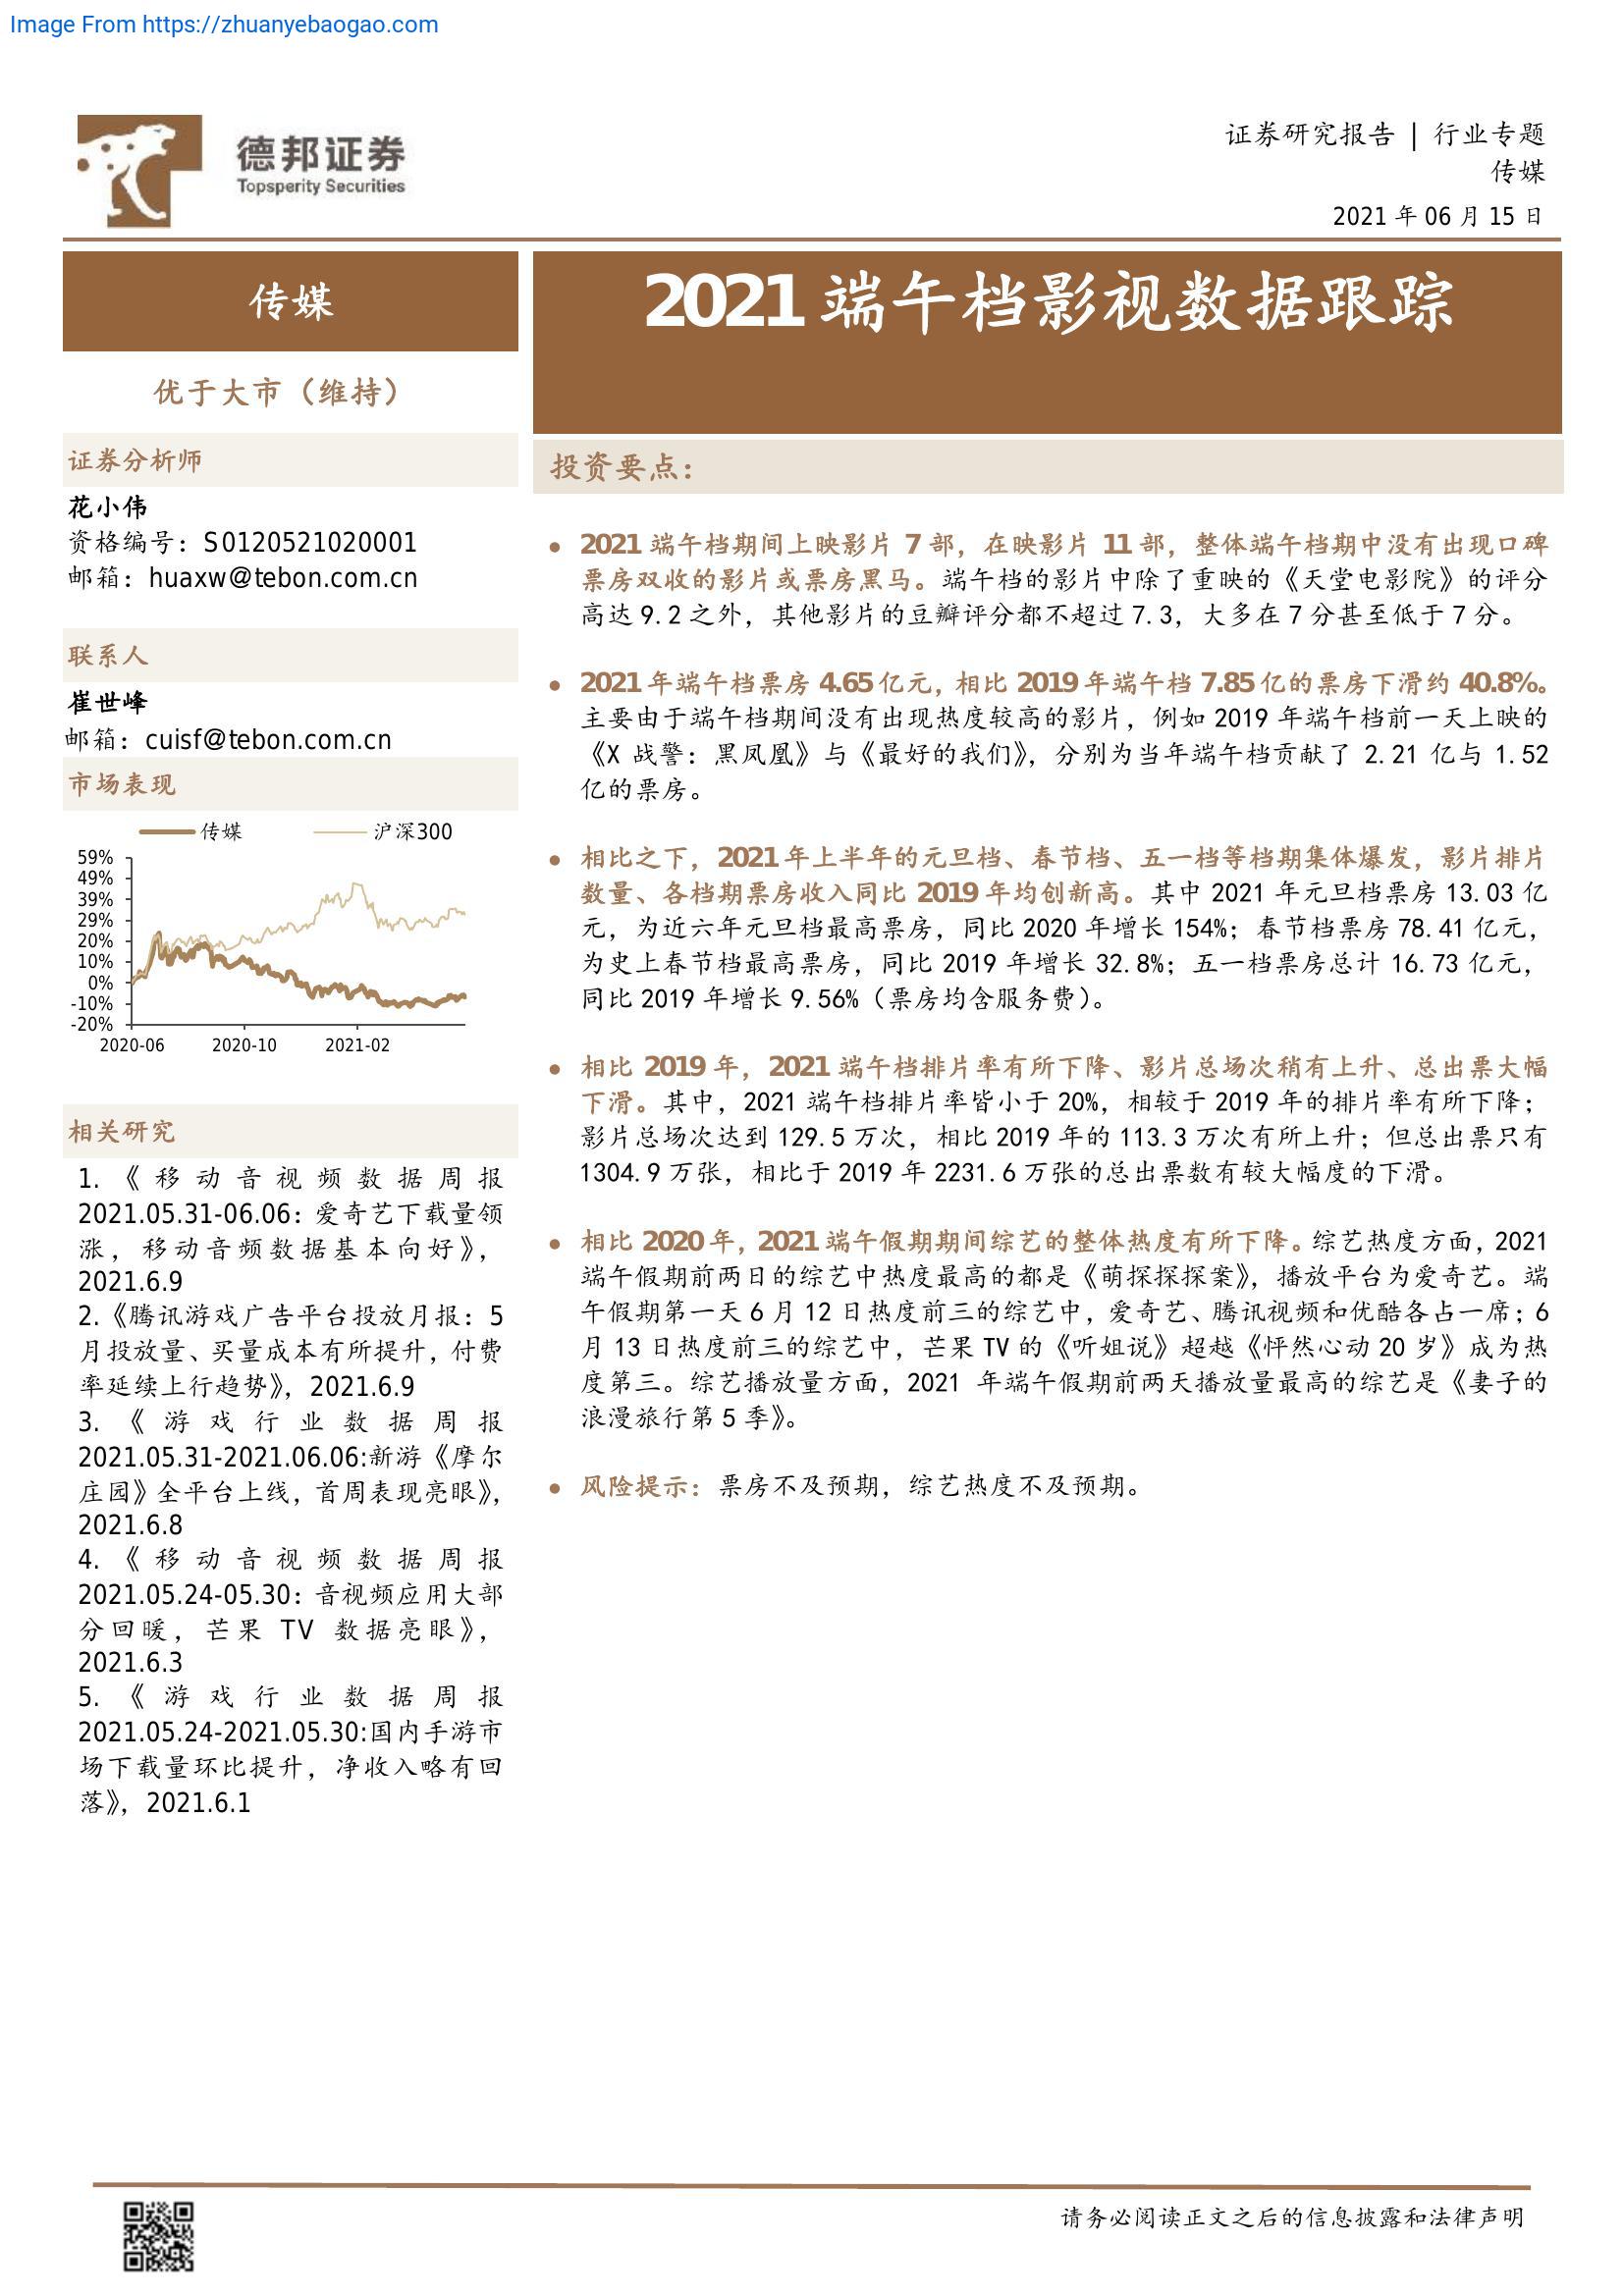 Image From https://zhuanyebaogao.com
德邦证券
Topsperity Securities
证券研究报告 | 行业专题
传媒
2021 年 06 月 15 日
传媒
优于大市（维持）
证券分析师
花小伟
资格编号：S0120521020001
邮箱：huaxw@tebon.com.cn
联系人
崔世峰
邮箱：cuisf@tebon.com.cn
市场表现
传媒 沪深300
59%
49%
39%
29%
20%
10%
0%
-10%
-20%
2020-06 2020-10 2021-02
相关研究
1.《移动音视频数据周报
2021.05.31-06.06：爱奇艺下载量领
涨，移动音频数据基本向好》，
2021.6.9
2.《腾讯游戏广告平台投放月报：5
月投放量、买量成本有所提升，付费
率延续上行趋势》，2021.6.9
3.《游戏行业数据周报
2021.05.31-2021.06.06:新游《摩尔
庄园》全平台上线，首周表现亮眼》，
2021.6.8
4.《移动音视频数据周报
2021.05.24-05.30：音视频应用大部
分回暖，芒果 TV 数据亮眼》，
2021.6.3
5.《游戏行业数据周报
2021.05.24-2021.05.30:国内手游市
场下载量环比提升，净收入略有回
落》，2021.6.1
2021 端午档影视数据跟踪
投资要点：
● 2021 端午档期间上映影片 7 部，在映影片 11 部，整体端午档期中没有出现口碑
票房双收的影片或票房黑马。端午档的影片中除了重映的《天堂电影院》的评分
高达 9.2 之外，其他影片的豆瓣评分都不超过 7.3，大多在 7 分甚至低于 7 分。
● 2021 年端午档票房 4.65 亿元，相比 2019 年端午档 7.85 亿的票房下滑约 40.8%。
主要由于端午档期间没有出现热度较高的影片，例如 2019 年端午档前一天上映的
《X 战警：黑凤凰》与《最好的我们》，分别为当年端午档贡献了 2.21 亿与 1.52
亿的票房。
● 相比之下，2021 年上半年的元旦档、春节档、五一档等档期集体爆发，影片排片
数量、各档期票房收入同比 2019 年均创新高。其中 2021 年元旦档票房 13.03 亿
元，为近六年元旦档最高票房，同比 2020 年增长 154%；春节档票房 78.41 亿元，
为史上春节档最高票房，同比 2019 年增长 32.8%；五一档票房总计 16.73 亿元，
同比 2019 年增长 9.56%（票房均含服务费）。
● 相比 2019 年，2021 端午档排片率有所下降、影片总场次稍有上升、总出票大幅
下滑。其中，2021 端午档排片率皆小于 20%，相较于 2019 年的排片率有所下降；
影片总场次达到 129.5 万次，相比 2019 年的 113.3 万次有所上升；但总出票只有
1304.9 万张，相比于 2019 年 2231.6 万张的总出票数有较大幅度的下滑。
● 相比 2020 年，2021 端午假期期间综艺的整体热度有所下降。综艺热度方面，2021
端午假期前两日的综艺中热度最高的都是《萌探探探案》，播放平台为爱奇艺。端
午假期第一天 6 月 12 日热度前三的综艺中，爱奇艺、腾讯视频和优酷各占一席；6
月 13 日热度前三的综艺中，芒果 TV 的《听姐说》超越《怦然心动 20 岁》成为热
度第三。综艺播放量方面，2021 年端午假期前两天播放量最高的综艺是《妻子的
浪漫旅行第 5 季》。
● 风险提示：票房不及预期，综艺热度不及预期。
请务必阅读正文之后的信息披露和法律声明